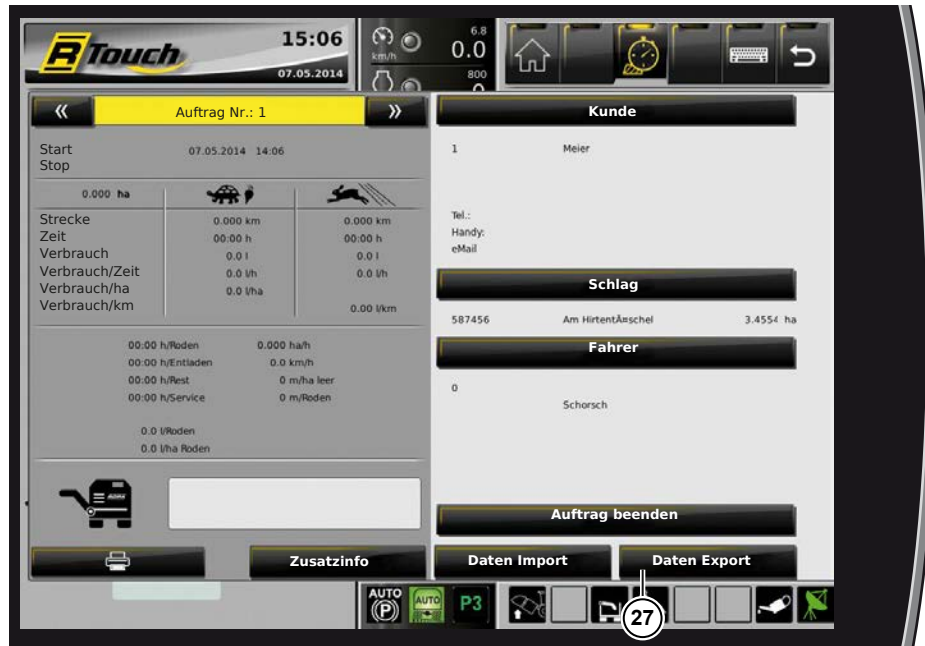 R Touch
15:06
07.05.2014
km/h
6.8
0.0
800
Auftrag Nr.: 1
Start 07.05.2014 14:06
Stop
0.000 ha
Strecke 0.000 km 0.000 km
Zeit 00:00 h 00:00 h
Verbrauch 0.0 l 0.0 l
Verbrauch/Zeit 0.0 l/h 0.0 l/h
Verbrauch/ha 0.0 l/ha
Verbrauch/km 0.00 l/km
00:00 h/Roden 0.000 ha/h
00:00 h/Entladen 0.0 km/h
00:00 h/Rest 0 m/ha leer
00:00 h/Service 0 m/Roden
0.0 l/Roden
0.0 l/ha Roden
Zusatzinfo
Kunde
1 Meier
Tel.:
Handy:
eMail
Schlag
587456 Am HirtentÃ¤schel 3.4554 ha
Fahrer
0
Schorsch
Auftrag beenden
Daten Import Daten Export
AUTO
(P)
AUTO
P3
27